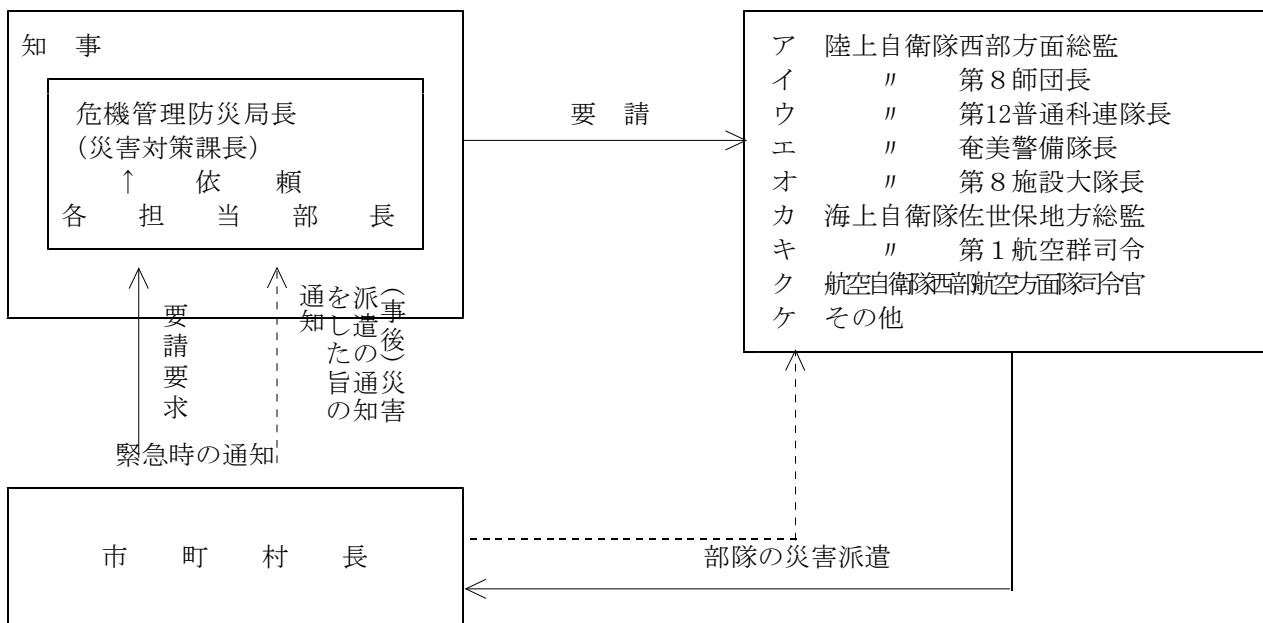 知　事
危機管理防災局長
(災害対策課長)
↑　依　頼
各　担　当　部　長
要　請
ア　陸上自衛隊西部方面総監
イ　　〃　　第８師団長
ウ　　〃　　第12普通科連隊長
エ　　〃　　奄美警備隊長
オ　　〃　　第８施設大隊長
カ　海上自衛隊佐世保地方総監
キ　　〃　　第１航空群司令
ク　航空自衛隊西部航空方面隊司令官
ケ　その他
要請要求
(事後)災害
派遣の通知
をした旨の
通知
緊急時の通知
市　町　村　長
部隊の災害派遣